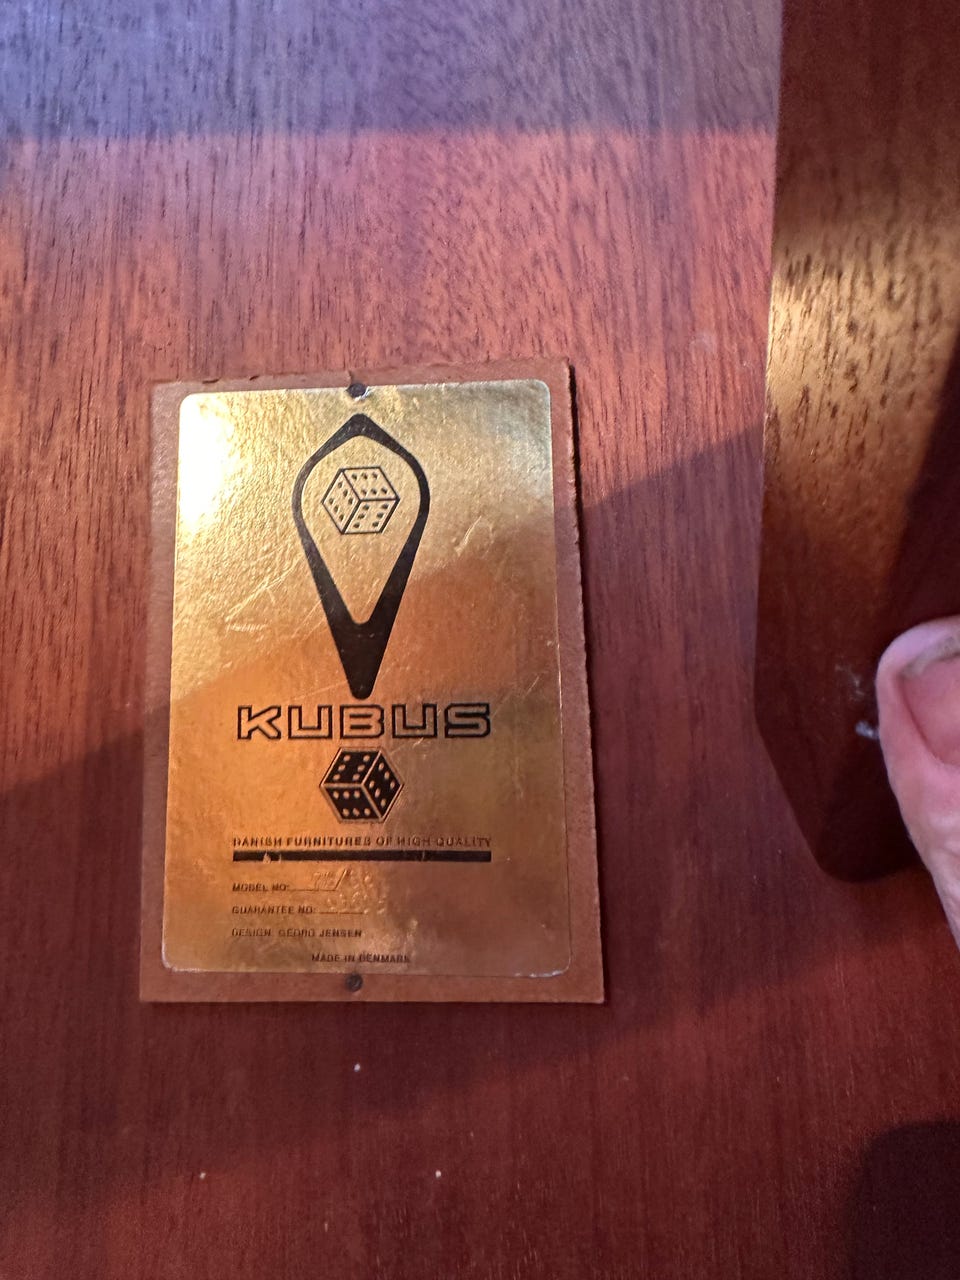 KUBUS
DANISH FURNITURES OF HIGH QUALITY
MODEL NO:
GUARANTEE NO:
DESIGN: GEORG JENSEN
MADE IN DENMARK